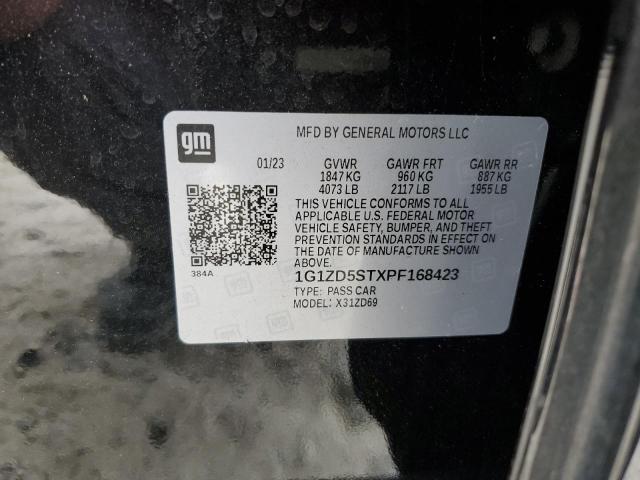 gm
MFD BY GENERAL MOTORS LLC
01/23 GVWR GAWR FRT GAWR RR
1847 KG 960 KG 887 KG
4073 LB 2117 LB 1955 LB
THIS VEHICLE CONFORMS TO ALL
APPLICABLE U.S. FEDERAL MOTOR
VEHICLE SAFETY, BUMPER, AND THEFT
PREVENTION STANDARDS IN EFFECT ON
THE DATE OF MANUFACTURE SHOWN
ABOVE.
384A
1G1ZD5STXPF168423
TYPE: PASS CAR
MODEL: X31ZD69